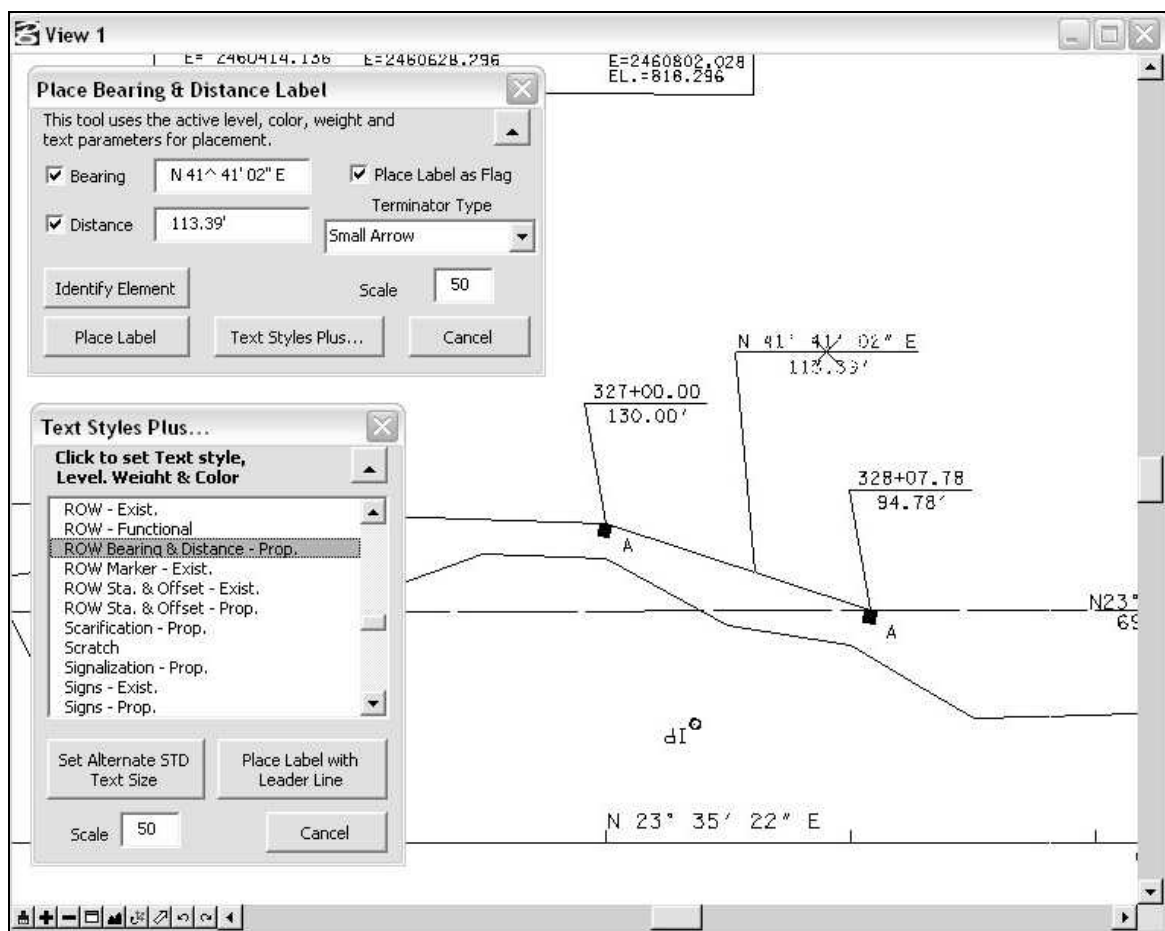 View 1
E= 2460414.136
E=2460628.296
E=2460802.028
EL.=816.296
Place Bearing & Distance Label
This tool uses the active level, color, weight and
text parameters for placement.
Bearing
N 41^ 41' 02" E
Place Label as Flag
Distance
113.39'
Terminator Type
Small Arrow
Identify Element
Scale
50
Place Label
Text Styles Plus...
Cancel
N 41° 41' 02" E
113.39'
327+00.00
130.00'
328+07.78
94.78'
A
A
N23°
69
IP
N 23° 35' 22" E
Text Styles Plus...
Click to set Text style,
Level. Weight & Color
ROW - Exist.
ROW - Functional
ROW Bearing & Distance - Prop.
ROW Marker - Exist.
ROW Sta. & Offset - Exist.
ROW Sta. & Offset - Prop.
Scarification - Prop.
Scratch
Signalization - Prop.
Signs - Exist.
Signs - Prop.
Set Alternate STD
Text Size
Place Label with
Leader Line
Scale
50
Cancel